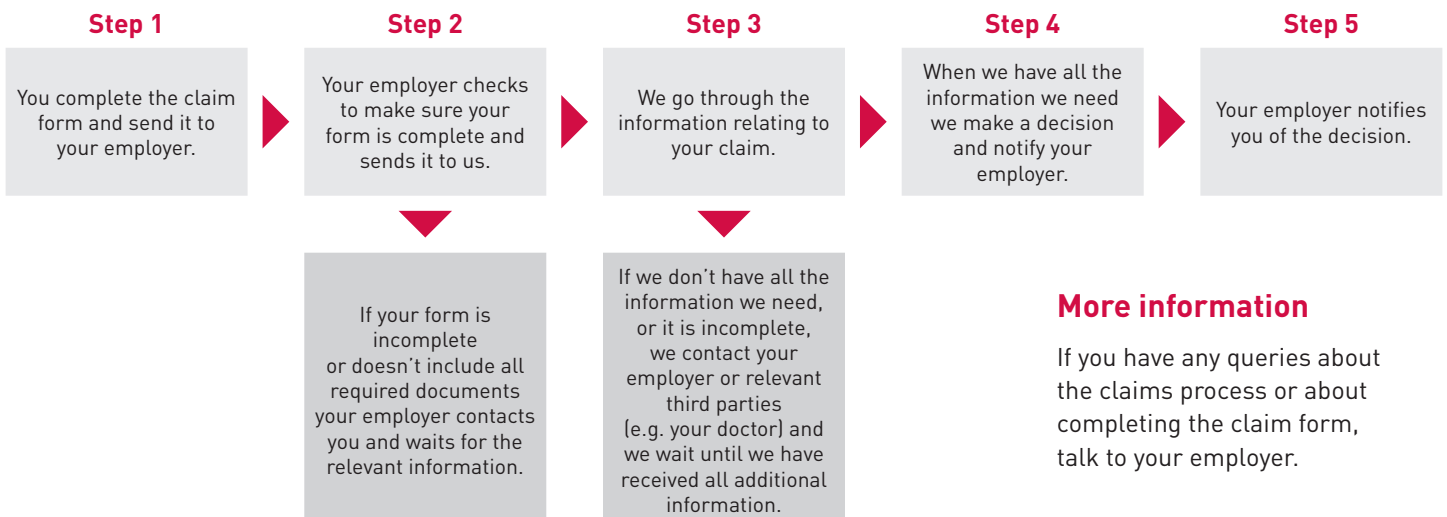 Step 1
You complete the claim
form and send it to
your employer.
Step 2
Your employer checks
to make sure your
form is complete and
sends it to us.
Step 3
We go through the
information relating to
your claim.
Step 4
When we have all the
information we need
we make a decision
and notify your
employer.
Step 5
Your employer notifies
you of the decision.
If your form is
incomplete
or doesn't include all
required documents
your employer contacts
you and waits for the
relevant information.
If we don't have all the
information we need,
or it is incomplete,
we contact your
employer or relevant
third parties
(e.g. your doctor) and
we wait until we have
received all additional
information.
More information
If you have any queries about
the claims process or about
completing the claim form,
talk to your employer.